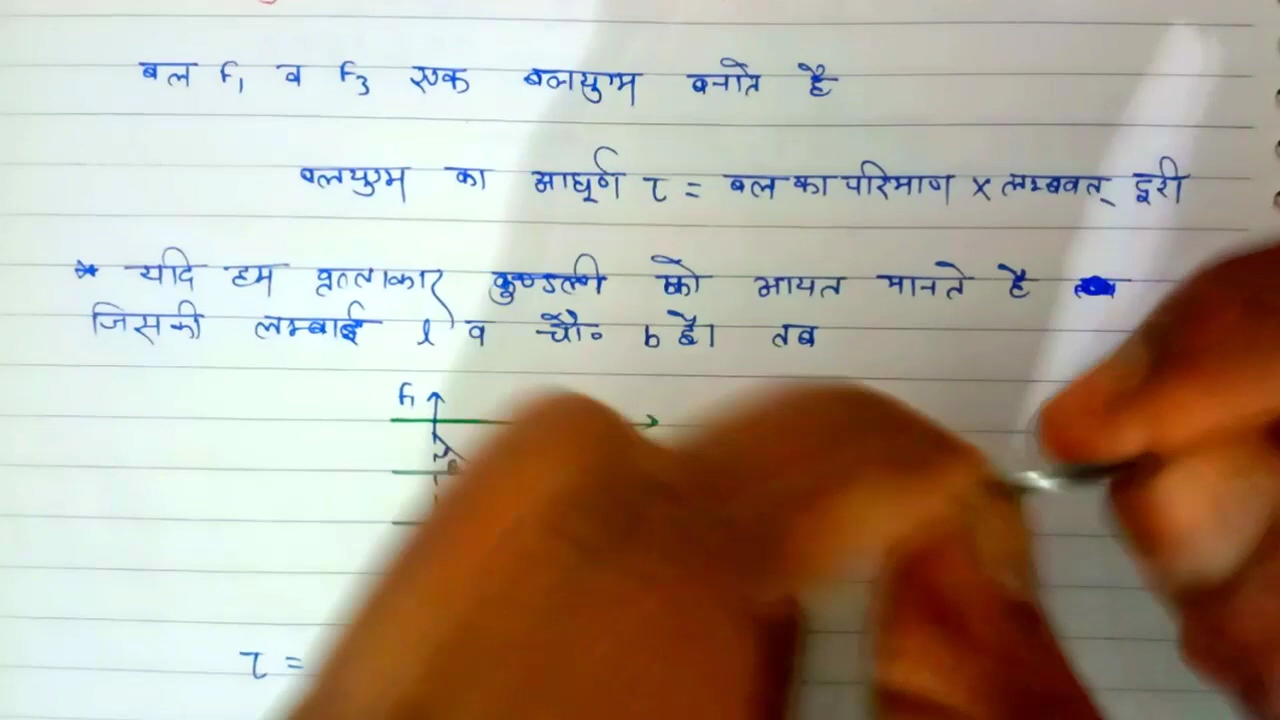 बल F₁ व F₃ एक बलयुग्म बनाते है
बलयुग्म का आघूर्ण τ = बल का परिमाण × लम्बवत् दूरी
* यदि हम वृत्ताकार कुण्डली को आयत मानते है
जिसकी लम्बाई l व चौ० b है। तब
F₁
τ =